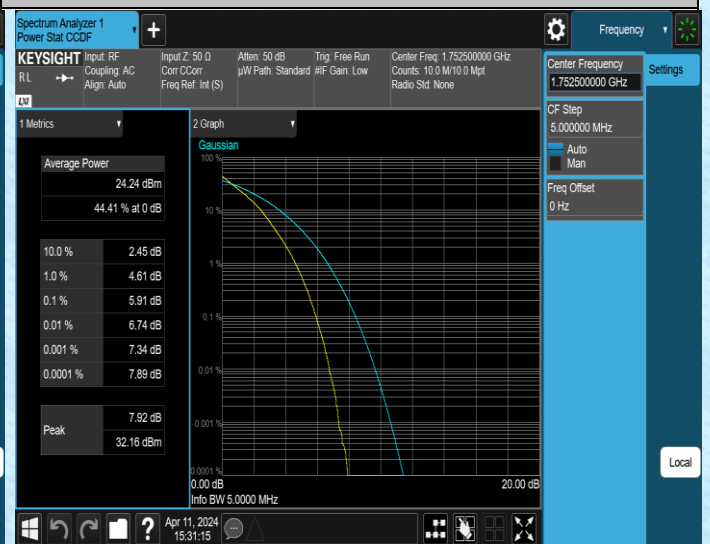 Spectrum Analyzer 1
Power Stat CCDF
+
Frequency
KEYSIGHT
RL
LXI
Input: RF
Coupling: AC
Align: Auto
Input Z: 50 Ω
Corr CCorr
Freq Ref: Int (S)
Atten: 50 dB
µW Path: Standard
Trig: Free Run
#IF Gain: Low
Center Freq: 1.752500000 GHz
Counts: 10.0 M/10.0 Mpt
Radio Std: None
Center Frequency
1.752500000 GHz
Settings
CF Step
5.000000 MHz
Auto
Man
Freq Offset
0 Hz
1 Metrics
Average Power
24.24 dBm
44.41 % at 0 dB
10.0 % 2.45 dB
1.0 % 4.61 dB
0.1 % 5.91 dB
0.01 % 6.74 dB
0.001 % 7.34 dB
0.0001 % 7.89 dB
Peak
7.92 dB
32.16 dBm
2 Graph
Gaussian
100 %
10 %
1 %
0.1 %
0.01 %
0.001 %
0.0001 %
0.00 dB 20.00 dB
Info BW 5.0000 MHz
Local
?
Apr 11, 2024
15:31:15